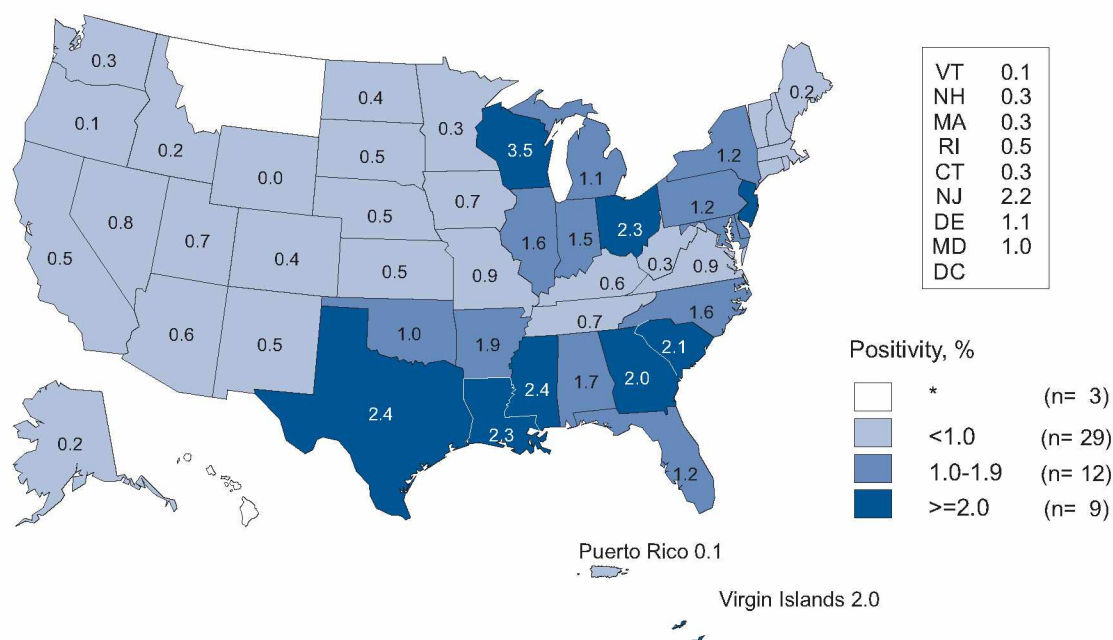 0.3
0.1
0.2
0.0
0.4
0.5
0.5
0.5
0.3
0.7
0.9
3.5
1.1
1.6
1.5
2.3
1.2
1.2
0.2
0.5
0.8
0.7
0.4
0.6
0.5
0.6
0.3
0.9
0.7
1.6
1.0
1.9
2.4
2.3
2.4
1.7
2.0
2.1
1.2
0.2
VT 0.1
NH 0.3
MA 0.3
RI 0.5
CT 0.3
NJ 2.2
DE 1.1
MD 1.0
DC
Positivity, %
* (n= 3)
<1.0 (n= 29)
1.0-1.9 (n= 12)
>=2.0 (n= 9)
Puerto Rico 0.1
Virgin Islands 2.0